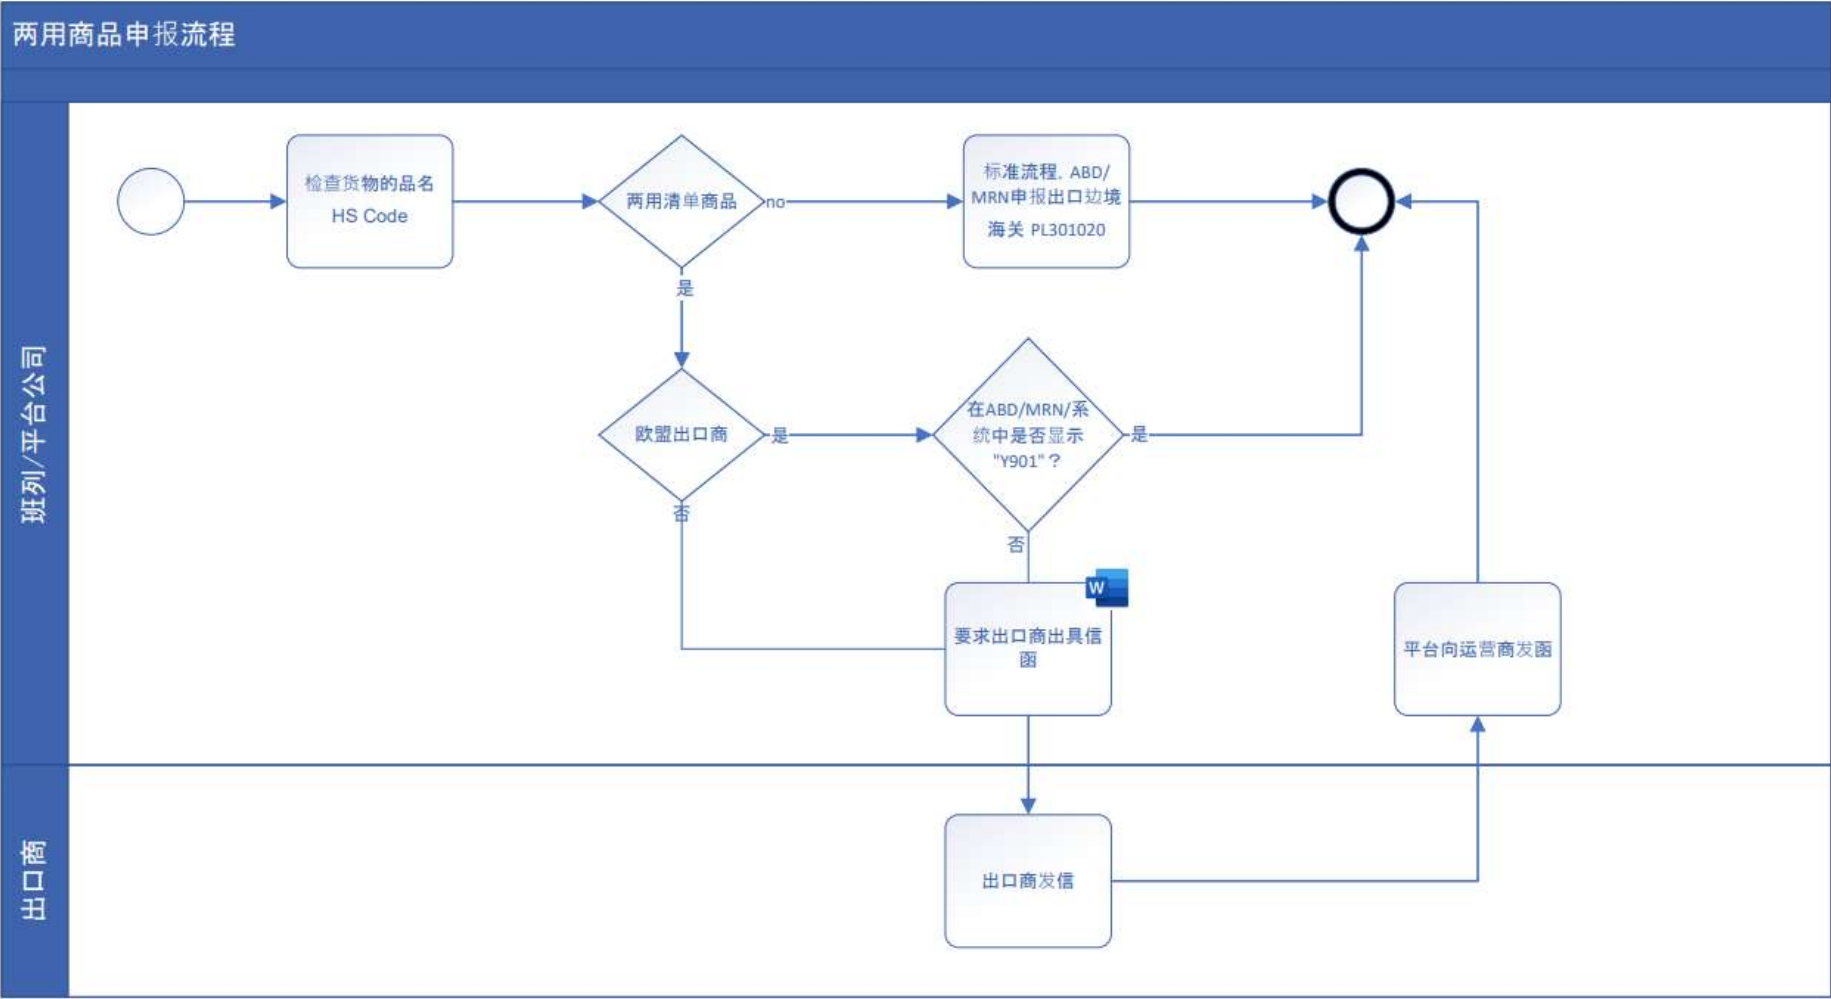 两用商品申报流程
班列/平台公司
检查货物的品名
HS Code
两用清单商品
no
标准流程, ABD/
MRN申报出口边境
海关 PL301020
是
欧盟出口商
是
在ABD/MRN/系
统中是否显示
"Y901"？
是
否
否
W
要求出口商出具信
函
平台向运营商发函
出口商
出口商发信